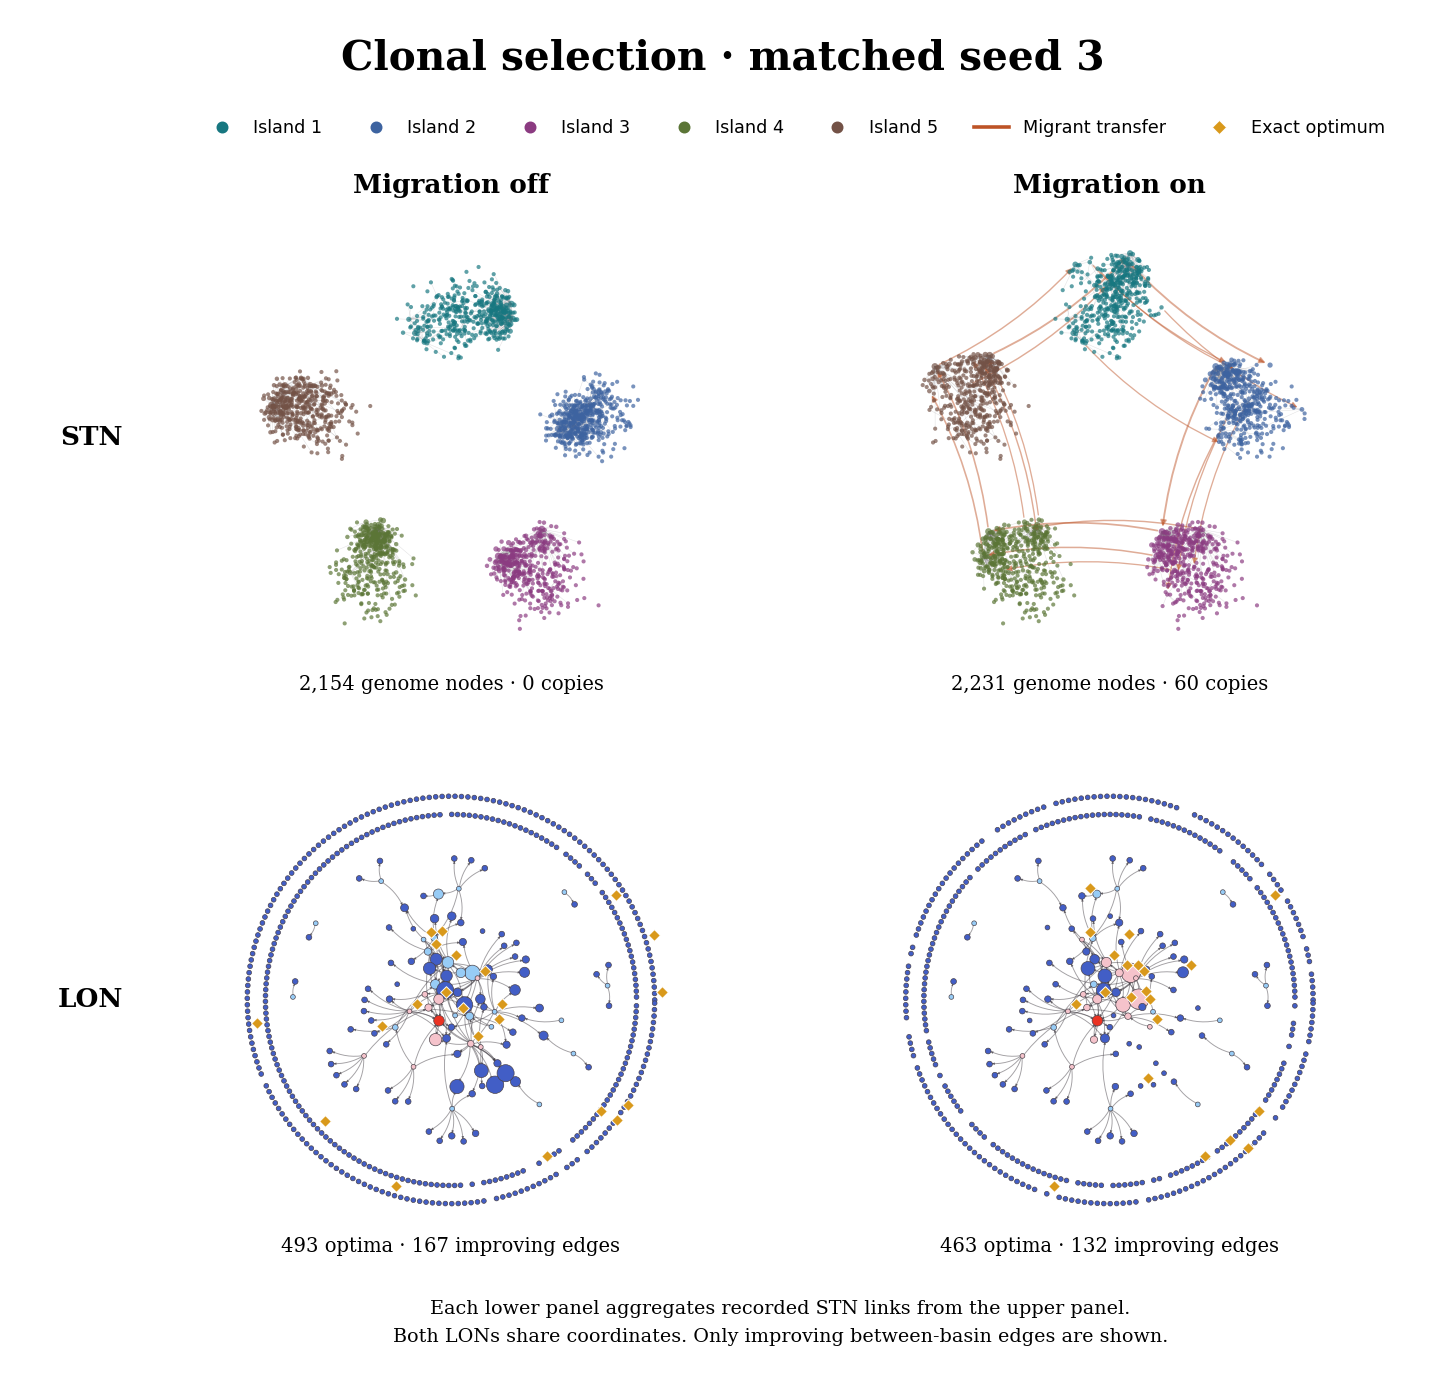 Clonal selection · matched seed 3
Island 1 Island 2 Island 3 Island 4 Island 5 Migrant transfer Exact optimum
Migration off Migration on
STN
2,154 genome nodes · 0 copies 2,231 genome nodes · 60 copies
LON
493 optima · 167 improving edges 463 optima · 132 improving edges
Each lower panel aggregates recorded STN links from the upper panel.
Both LONs share coordinates. Only improving between-basin edges are shown.